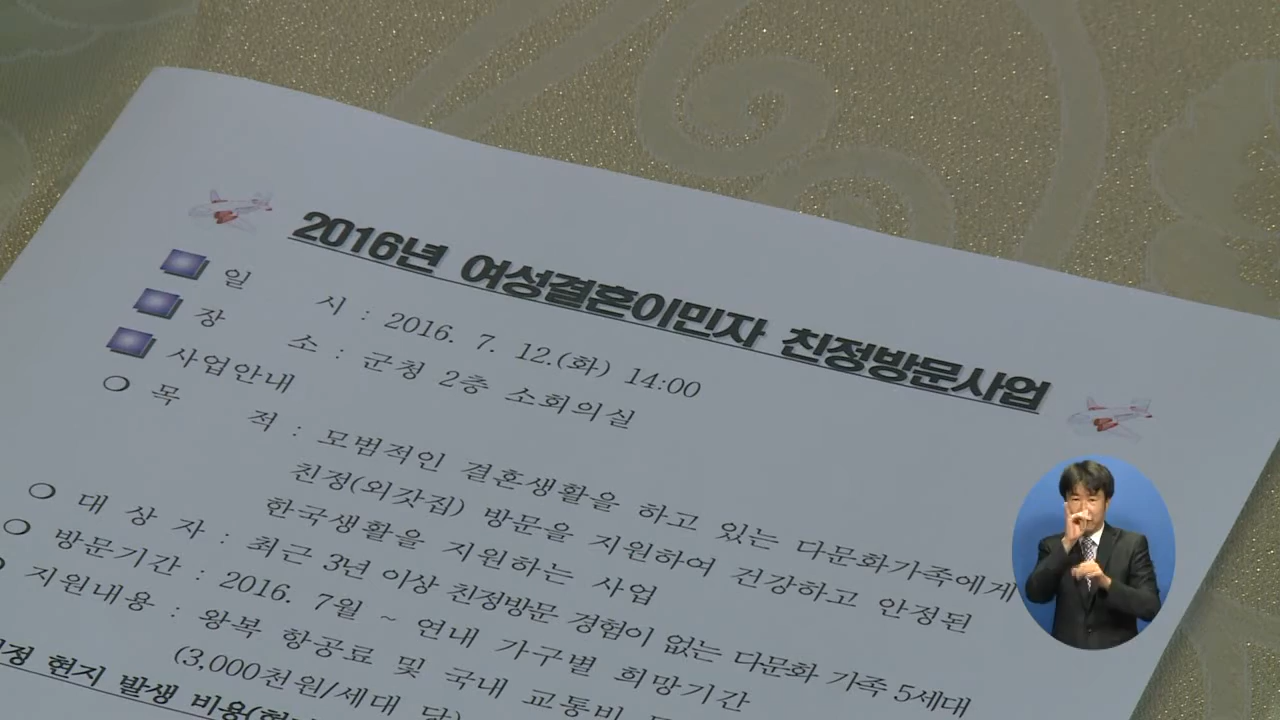 2016년 여성결혼이민자 친정방문사업
일 시 : 2016. 7. 12.(화) 14:00
장 소 : 군청 2층 소회의실
사업안내
○ 목 적 : 모범적인 결혼생활을 하고 있는 다문화가족에게
친정(외갓집) 방문을 지원하여 건강하고 안정된
한국생활을 지원하는 사업
○ 대 상 자 : 최근 3년 이상 친정방문 경험이 없는 다문화 가족 5세대
○ 방문기간 : 2016. 7월 ~ 연내 가구별 희망기간
○ 지원내용 : 왕복 항공료 및 국내 교통비
(3,000천원/세대 당)
현지 발생 비용